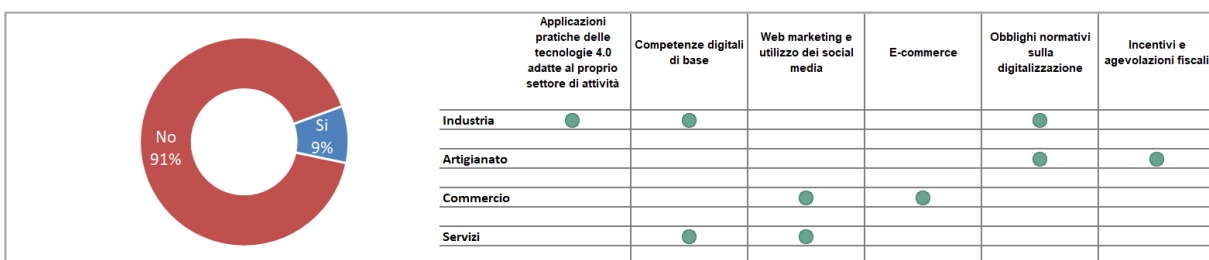 No
91%
Si
9%
Applicazioni
pratiche delle
tecnologie 4.0
adatte al proprio
settore di attività
Competenze digitali
di base
Web marketing e
utilizzo dei social
media
E-commerce
Obblighi normativi
sulla
digitalizzazione
Incentivi e
agevolazioni fiscali
Industria
Artigianato
Commercio
Servizi